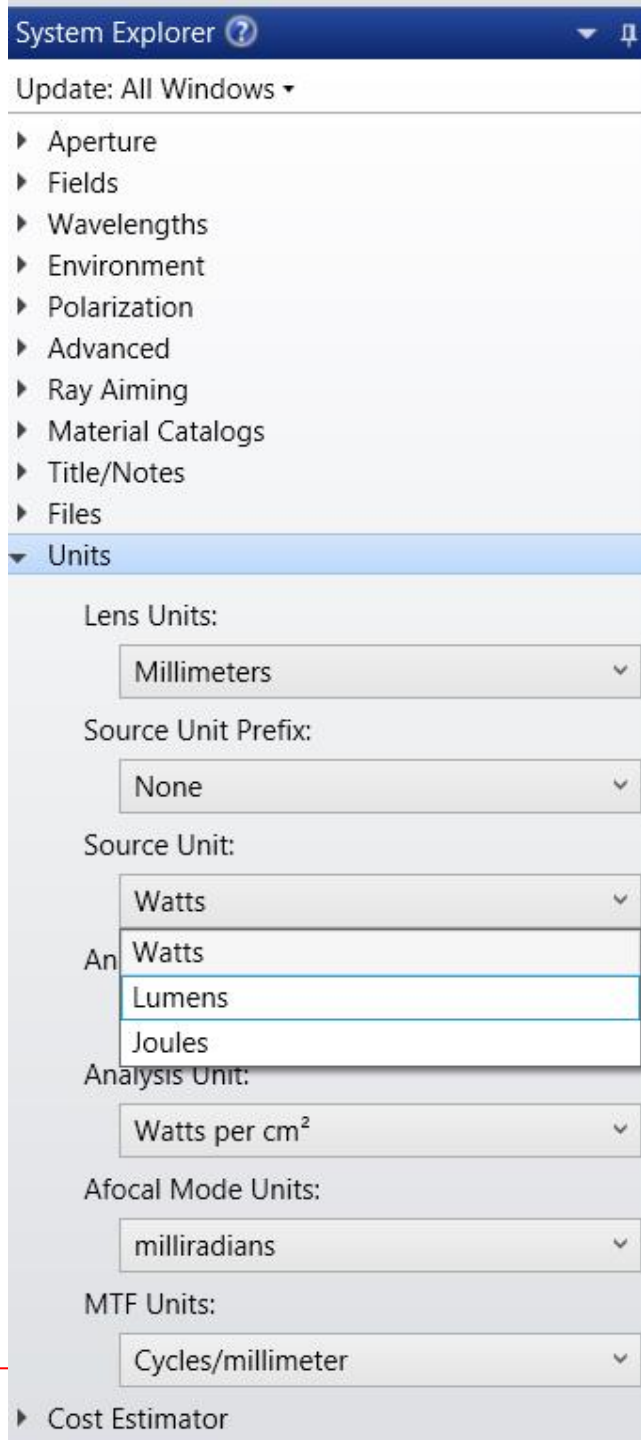 System Explorer ?
Update: All Windows
Aperture
Fields
Wavelengths
Environment
Polarization
Advanced
Ray Aiming
Material Catalogs
Title/Notes
Files
Units
Lens Units:
Millimeters
Source Unit Prefix:
None
Source Unit:
Watts
An
Watts
Lumens
Joules
Analysis Unit:
Watts per cm²
Afocal Mode Units:
milliradians
MTF Units:
Cycles/millimeter
Cost Estimator